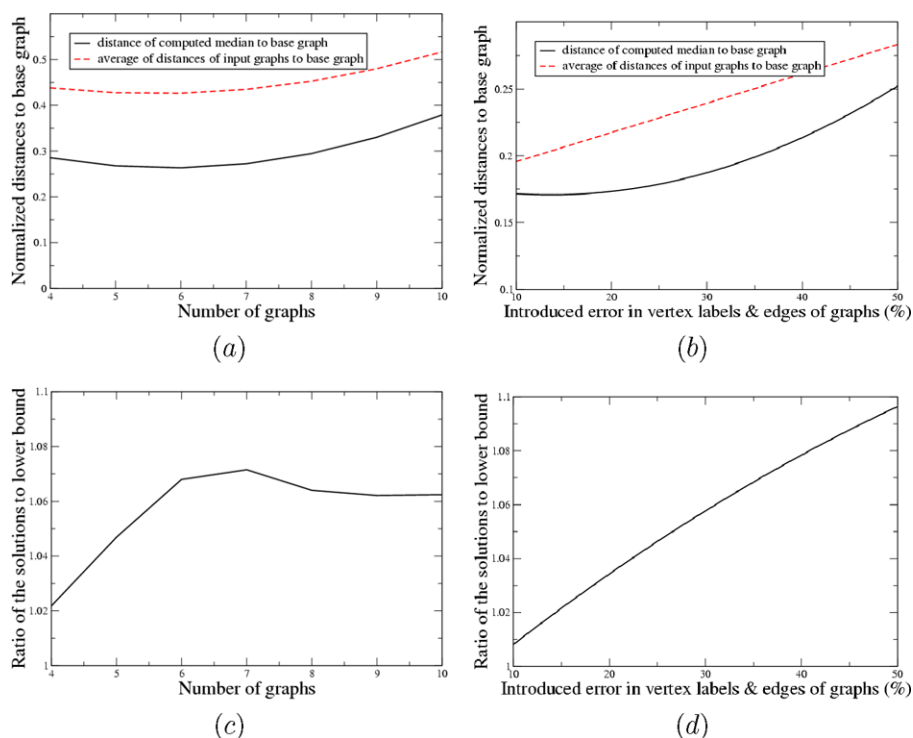 distance of computed median to base graph
average of distances of input graphs to base graph
Normalized distances to base graph
0.5
0.4
0.3
0.2
0.1
0
4 5 6 7 8 9 10
Number of graphs
(a)
distance of computed median to base graph
average of distances of input graphs to base graph
Normalized distances to base graph
0.25
0.2
0.15
0.1
10 20 30 40 50
Introduced error in vertex labels & edges of graphs (%)
(b)
Ratio of the solutions to lower bound
1.1
1.08
1.06
1.04
1.02
1
4 5 6 7 8 9 10
Number of graphs
(c)
Ratio of the solutions to lower bound
1.1
1.08
1.06
1.04
1.02
1
10 20 30 40 50
Introduced error in vertex labels & edges of graphs (%)
(d)